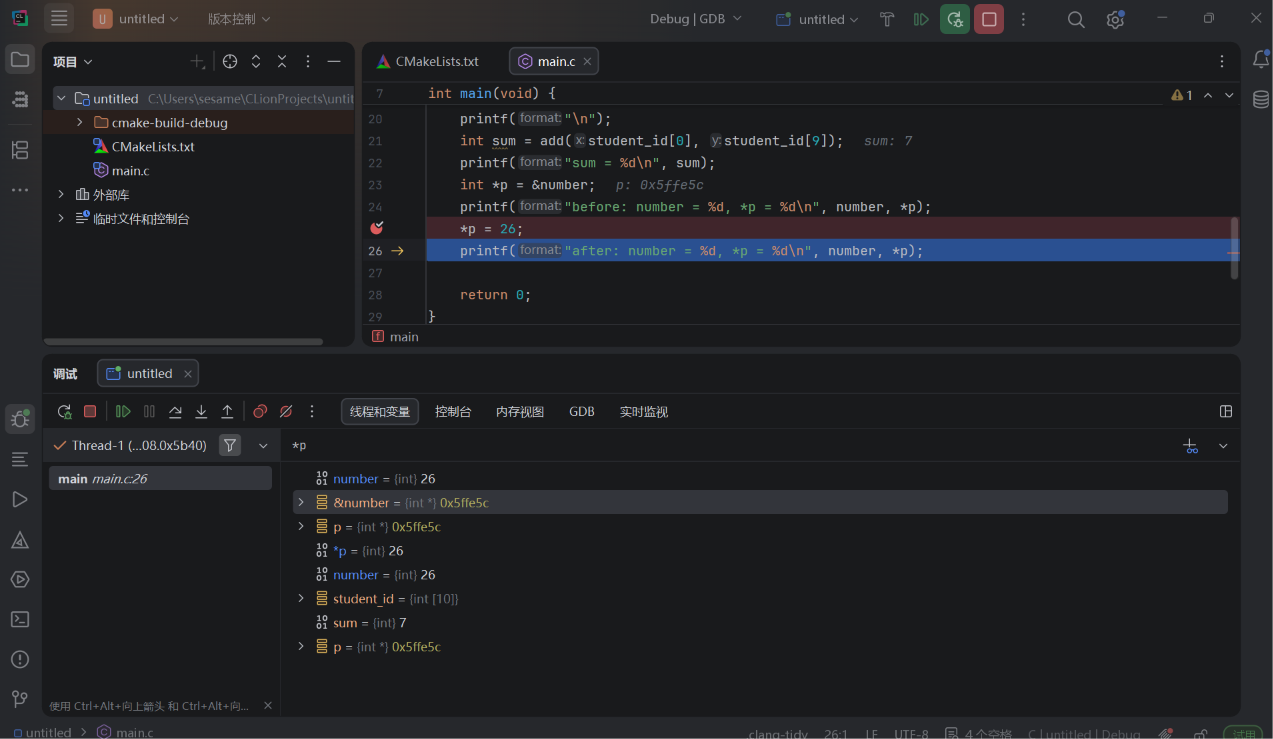 U untitled 版本控制 Debug | GDB untitled
项目
untitled C:\Users\sesame\CLionProjects\untit
cmake-build-debug
CMakeLists.txt
main.c
外部库
临时文件和控制台
CMakeLists.txt main.c
7 int main(void) {
1
20 printf(format: "\n");
21 int sum = add(x: student_id[0], y: student_id[9]); sum: 7
22 printf(format: "sum = %d\n", sum);
23 int *p = &number; p: 0x5ffe5c
24 printf(format: "before: number = %d, *p = %d\n", number, *p);
*p = 26;
26 printf(format: "after: number = %d, *p = %d\n", number, *p);
27
28 return 0;
29 }
main
调试 untitled
线程和变量 控制台 内存视图 GDB 实时监视
Thread-1 (...08.0x5b40)
main main.c:26
*p
number = {int} 26
&number = {int *} 0x5ffe5c
p = {int *} 0x5ffe5c
*p = {int} 26
number = {int} 26
student_id = {int [10]}
sum = {int} 7
p = {int *} 0x5ffe5c
使用 Ctrl+Alt+向上箭头 和 Ctrl+Alt+向...
untitled main.c
.clang-tidy 26:1 LF UTF-8 4 个空格 C | untitled | Debug 试用